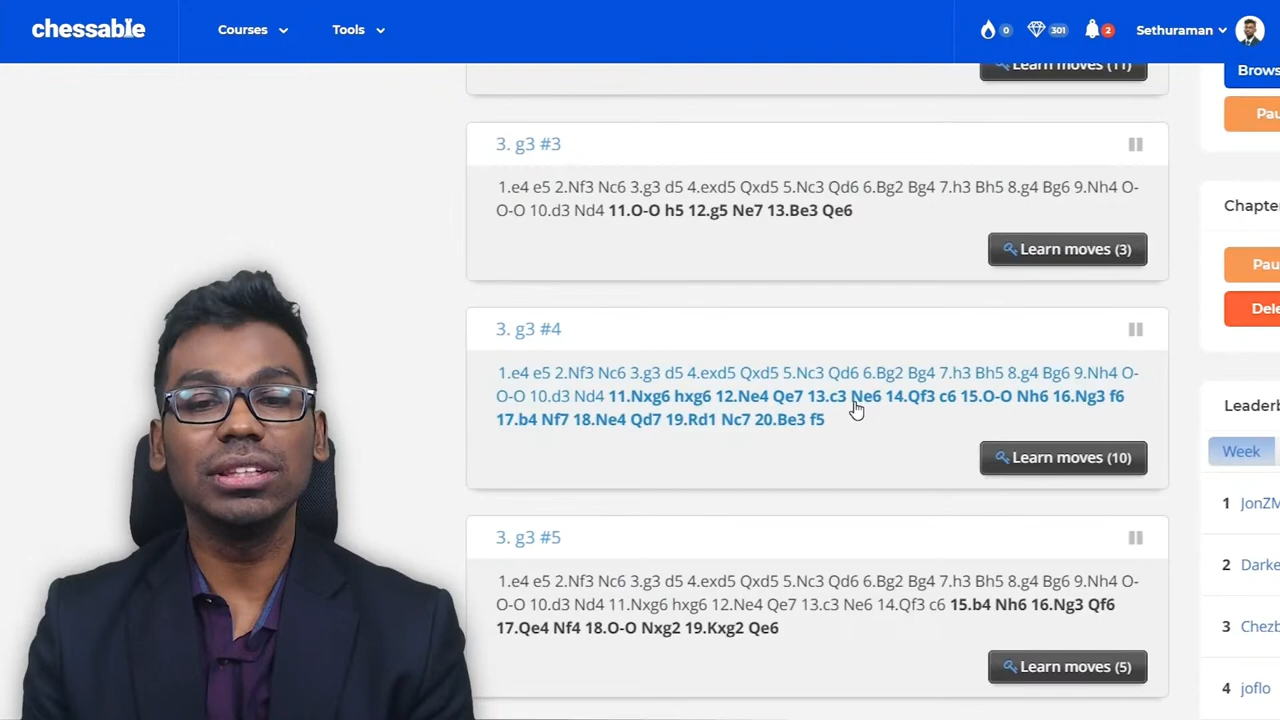 chessable
Courses
Tools
0
301
2
Sethuraman
Learn moves (11)
Brows
Pau
3. g3 #3
1.e4 e5 2.Nf3 Nc6 3.g3 d5 4.exd5 Qxd5 5.Nc3 Qd6 6.Bg2 Bg4 7.h3 Bh5 8.g4 Bg6 9.Nh4 O-
O-O 10.d3 Nd4 11.O-O h5 12.g5 Ne7 13.Be3 Qe6
Chapte
Learn moves (3)
Pau
Dele
3. g3 #4
1.e4 e5 2.Nf3 Nc6 3.g3 d5 4.exd5 Qxd5 5.Nc3 Qd6 6.Bg2 Bg4 7.h3 Bh5 8.g4 Bg6 9.Nh4 O-
O-O 10.d3 Nd4 11.Nxg6 hxg6 12.Ne4 Qe7 13.c3 Ne6 14.Qf3 c6 15.O-O Nh6 16.Ng3 f6
17.b4 Nf7 18.Ne4 Qd7 19.Rd1 Nc7 20.Be3 f5
Leaderb
Week
Learn moves (10)
1 JonZM
3. g3 #5
2 Darke
1.e4 e5 2.Nf3 Nc6 3.g3 d5 4.exd5 Qxd5 5.Nc3 Qd6 6.Bg2 Bg4 7.h3 Bh5 8.g4 Bg6 9.Nh4 O-
O-O 10.d3 Nd4 11.Nxg6 hxg6 12.Ne4 Qe7 13.c3 Ne6 14.Qf3 c6 15.b4 Nh6 16.Ng3 Qf6
17.Qe4 Nf4 18.O-O Nxg2 19.Kxg2 Qe6
3 Chezb
Learn moves (5)
4 joflo